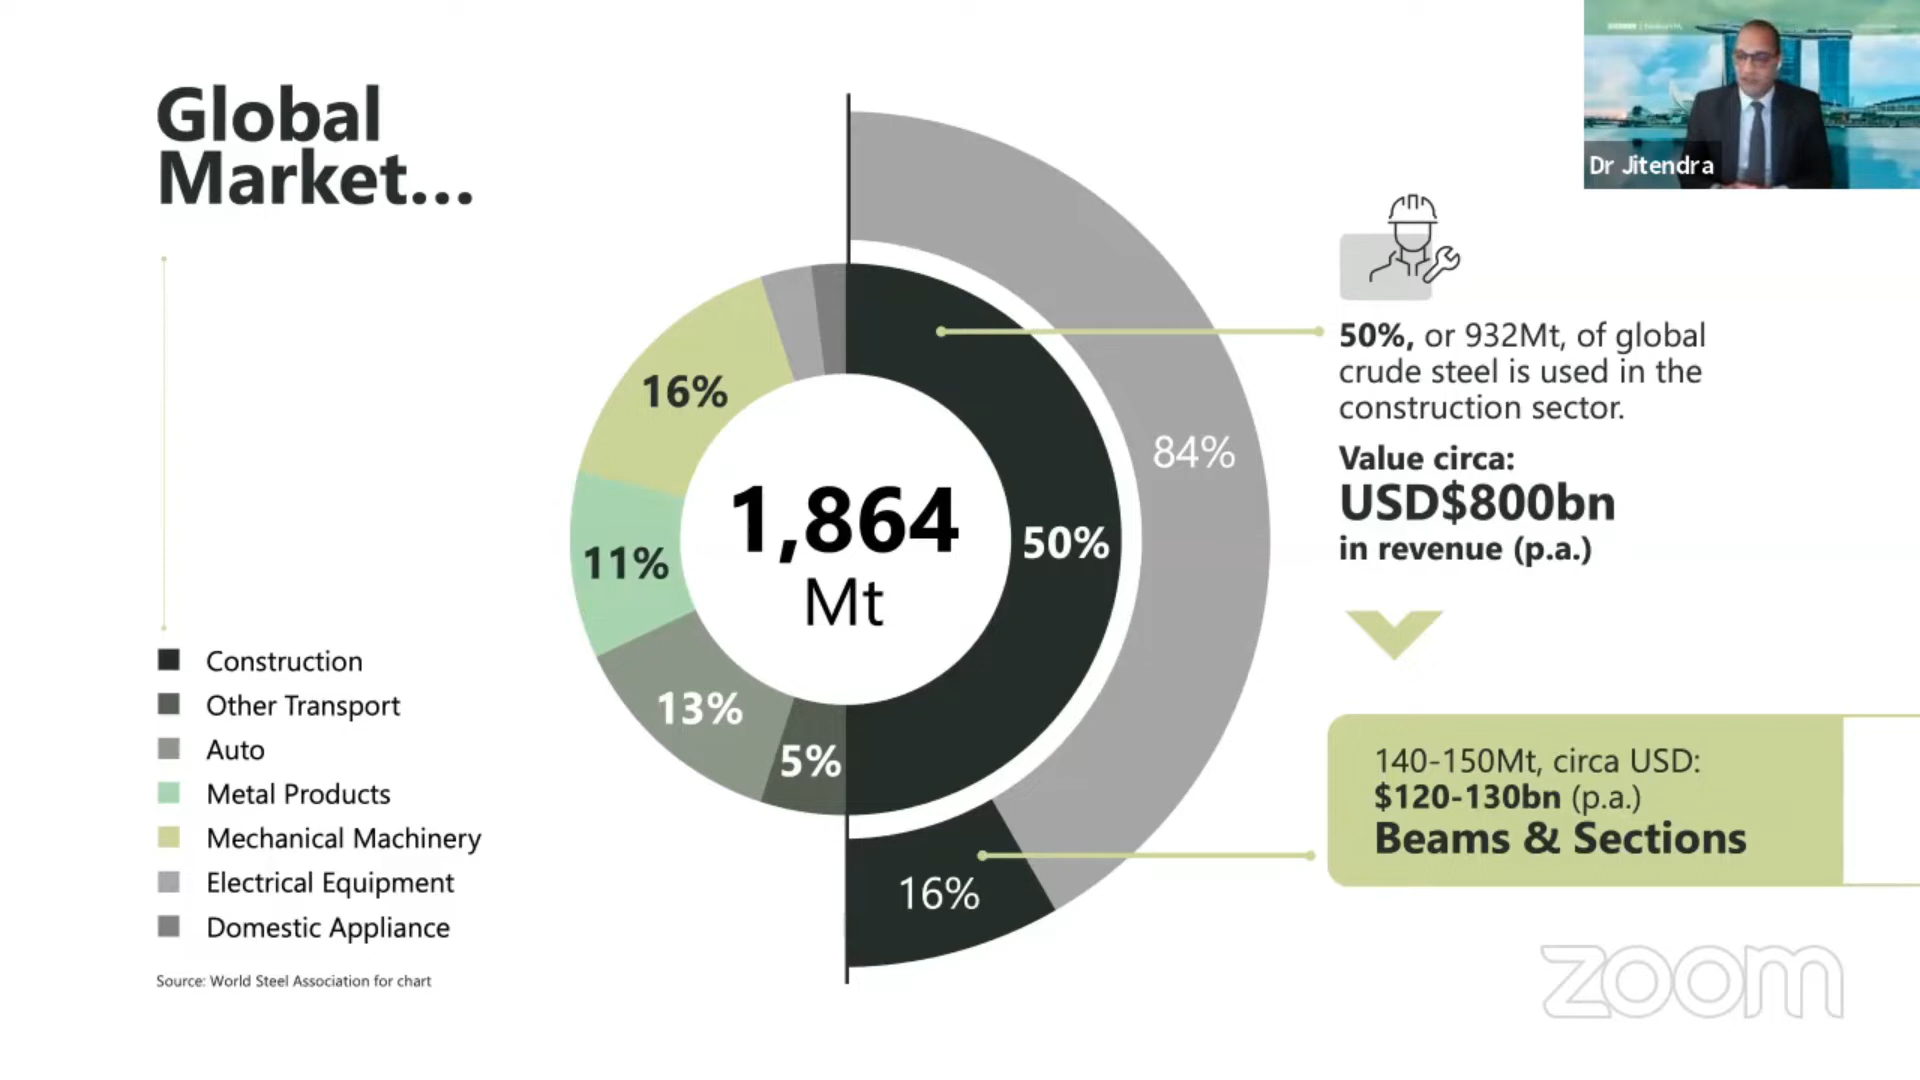 Global
Market...
Dr Jitendra
16%
11%
13%
5%
50%
84%
16%
1,864
Mt
50%, or 932Mt, of global
crude steel is used in the
construction sector.
Value circa:
USD$800bn
in revenue (p.a.)
140-150Mt, circa USD:
$120-130bn (p.a.)
Beams & Sections
Construction
Other Transport
Auto
Metal Products
Mechanical Machinery
Electrical Equipment
Domestic Appliance
Source: World Steel Association for chart
zoom